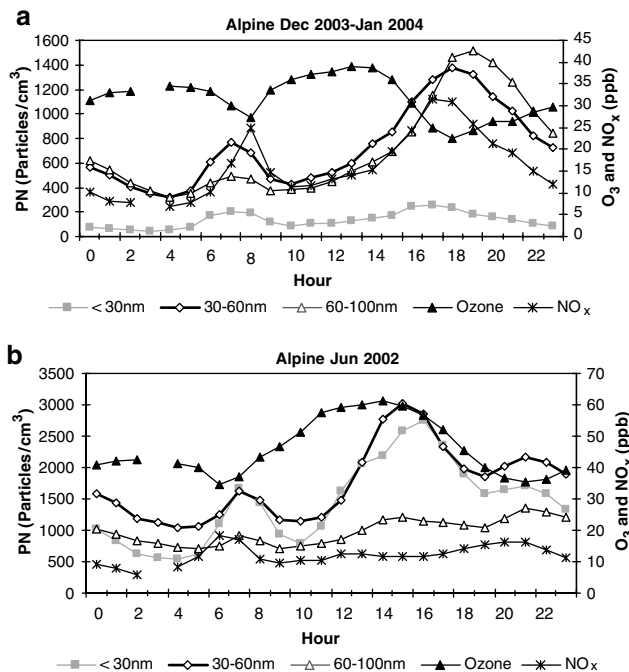 a
Alpine Dec 2003-Jan 2004
PN (Particles/cm3)
1600
1400
1200
1000
800
600
400
200
0
45
40
35
30
25
20
15
10
5
0
O3 and NOx (ppb)
0 2 4 6 8 10 12 14 16 18 20 22
Hour
< 30nm 30-60nm 60-100nm Ozone NOx
b
Alpine Jun 2002
PN (Particles/cm3)
3500
3000
2500
2000
1500
1000
500
0
70
60
50
40
30
20
10
0
O3 and NOx (ppb)
0 2 4 6 8 10 12 14 16 18 20 22
Hour
< 30nm 30-60nm 60-100nm Ozone NOx